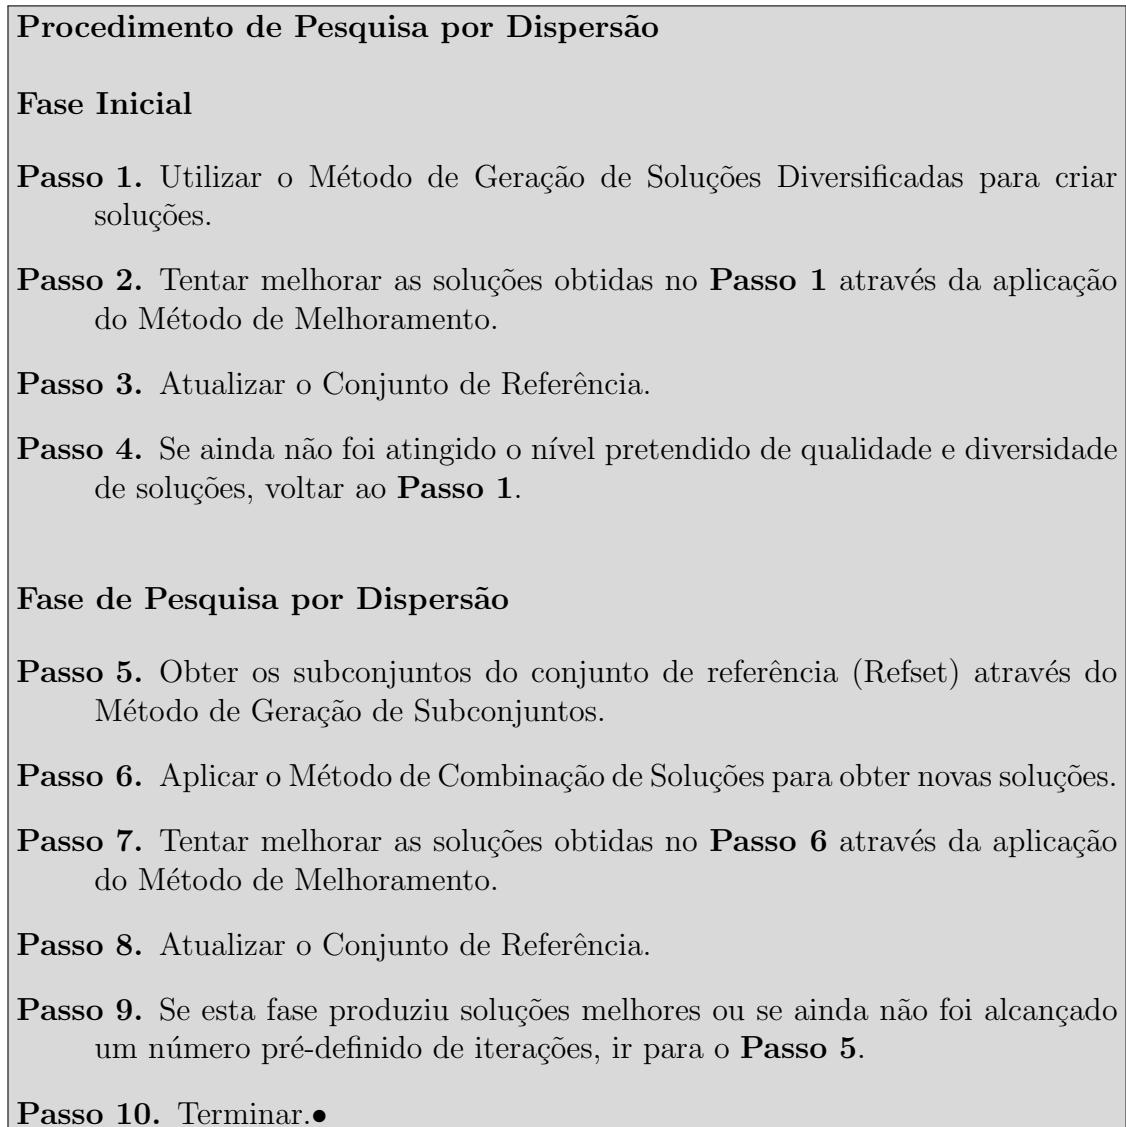 Procedimento de Pesquisa por Dispersão
Fase Inicial
Passo 1. Utilizar o Método de Geração de Soluções Diversificadas para criar
soluções.
Passo 2. Tentar melhorar as soluções obtidas no Passo 1 através da aplicação
do Método de Melhoramento.
Passo 3. Atualizar o Conjunto de Referência.
Passo 4. Se ainda não foi atingido o nível pretendido de qualidade e diversidade
de soluções, voltar ao Passo 1.
Fase de Pesquisa por Dispersão
Passo 5. Obter os subconjuntos do conjunto de referência (Refset) através do
Método de Geração de Subconjuntos.
Passo 6. Aplicar o Método de Combinação de Soluções para obter novas soluções.
Passo 7. Tentar melhorar as soluções obtidas no Passo 6 através da aplicação
do Método de Melhoramento.
Passo 8. Atualizar o Conjunto de Referência.
Passo 9. Se esta fase produziu soluções melhores ou se ainda não foi alcançado
um número pré-definido de iterações, ir para o Passo 5.
Passo 10. Terminar.●